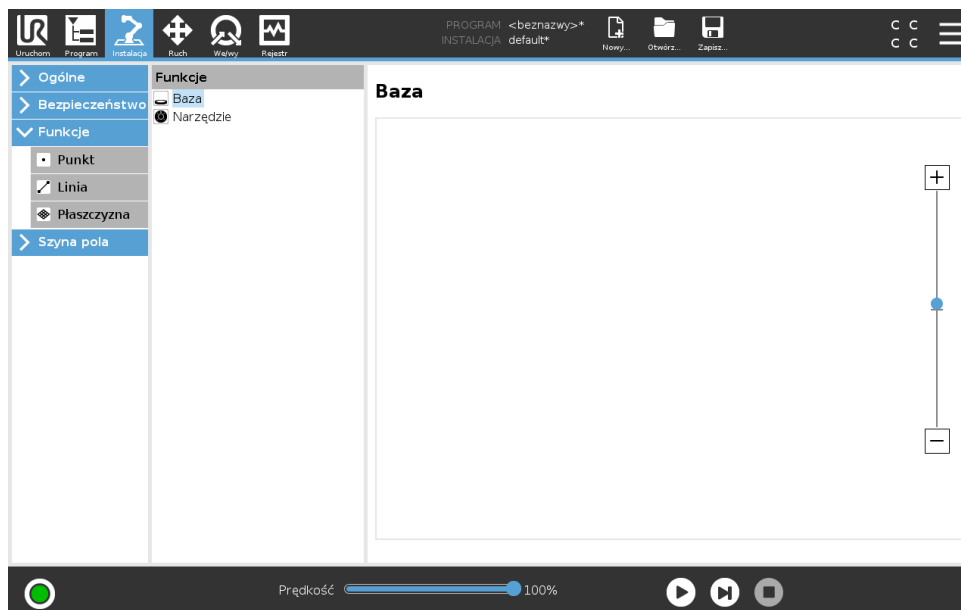 UR
PROGRAM <beznazwy>*
INSTALACJA default*
C C
C C
Uruchom Program Instalacja Ruch We/wy Rejestr Nowy... Otwórz... Zapisz...
Ogólne
Bezpieczeństwo
Funkcje
Punkt
Linia
Płaszczyzna
Szyna pola
Funkcje
Baza
Narzędzie
Baza
Prędkość 100%